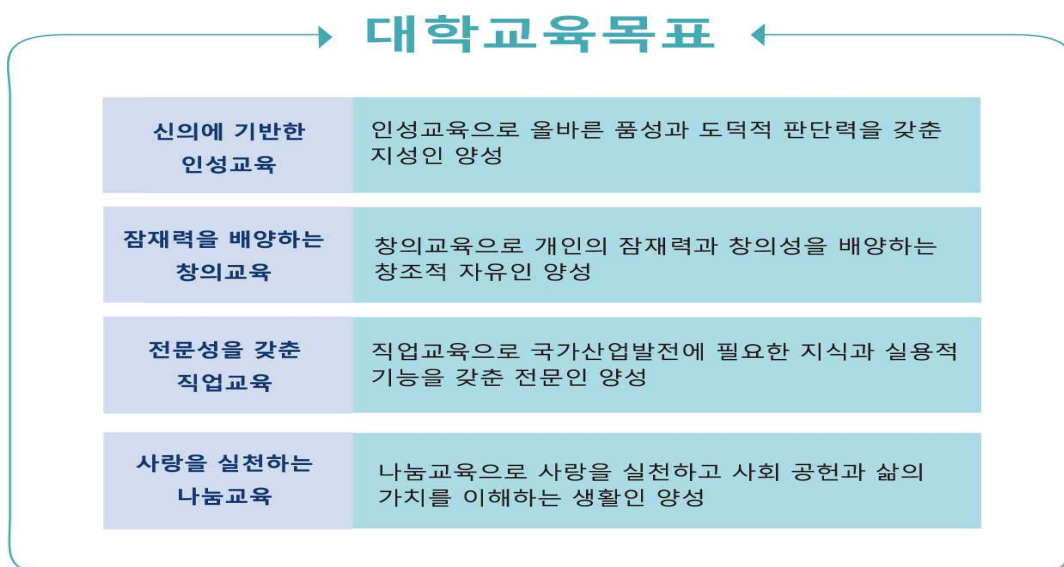 대학교육목표
신의에 기반한
인성교육
인성교육으로 올바른 품성과 도덕적 판단력을 갖춘
지성인 양성
잠재력을 배양하는
창의교육
창의교육으로 개인의 잠재력과 창의성을 배양하는
창조적 자유인 양성
전문성을 갖춘
직업교육
직업교육으로 국가산업발전에 필요한 지식과 실용적
기능을 갖춘 전문인 양성
사랑을 실천하는
나눔교육
나눔교육으로 사랑을 실천하고 사회 공헌과 삶의
가치를 이해하는 생활인 양성